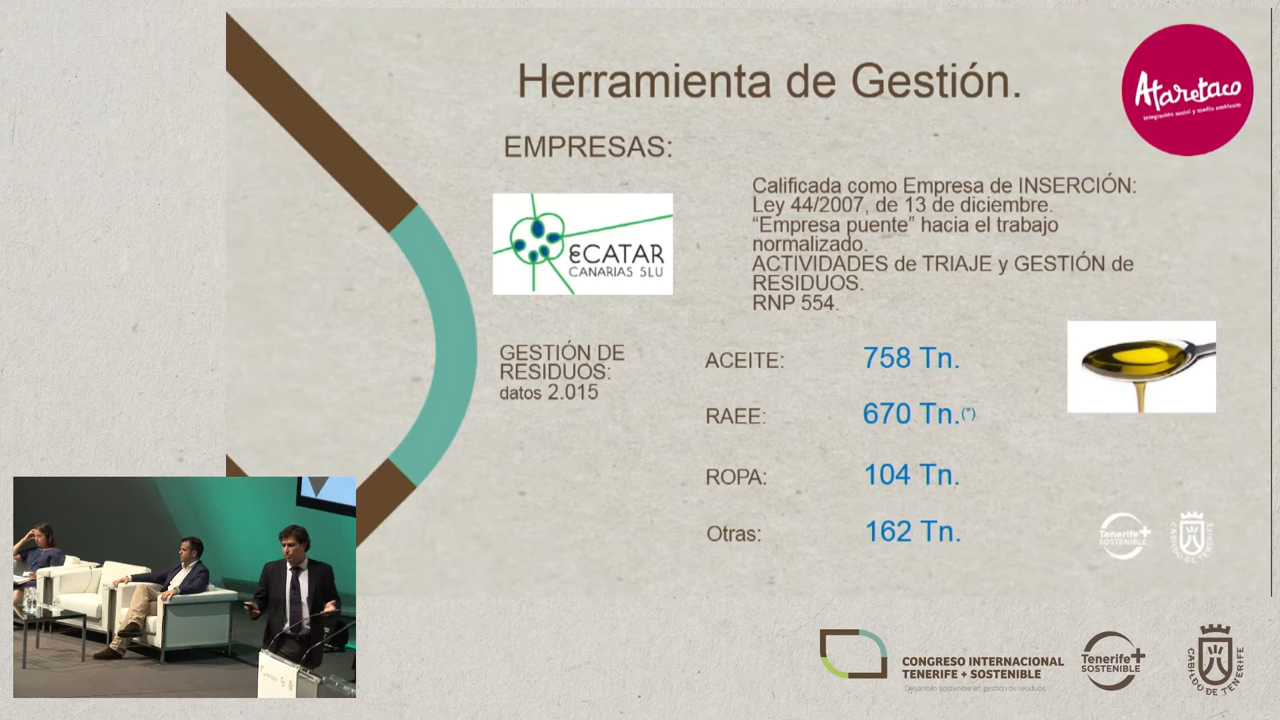 Herramienta de Gestión.
Ataretaco
integración social y medio ambiente
EMPRESAS:
ECATAR
CANARIAS SLU
Calificada como Empresa de INSERCIÓN:
Ley 44/2007, de 13 de diciembre.
“Empresa puente” hacia el trabajo
normalizado.
ACTIVIDADES de TRIAJE y GESTIÓN de
RESIDUOS.
RNP 554.
GESTIÓN DE
RESIDUOS:
datos 2.015
ACEITE: 758 Tn.
RAEE: 670 Tn.(*)
ROPA: 104 Tn.
Otras: 162 Tn.
Tenerife+
SOSTENIBLE
CABILDO DE TENERIFE
CONGRESO INTERNACIONAL
TENERIFE + SOSTENIBLE
Desarrollo sostenible en gestión de residuos
Tenerife+
SOSTENIBLE
CABILDO DE TENERIFE